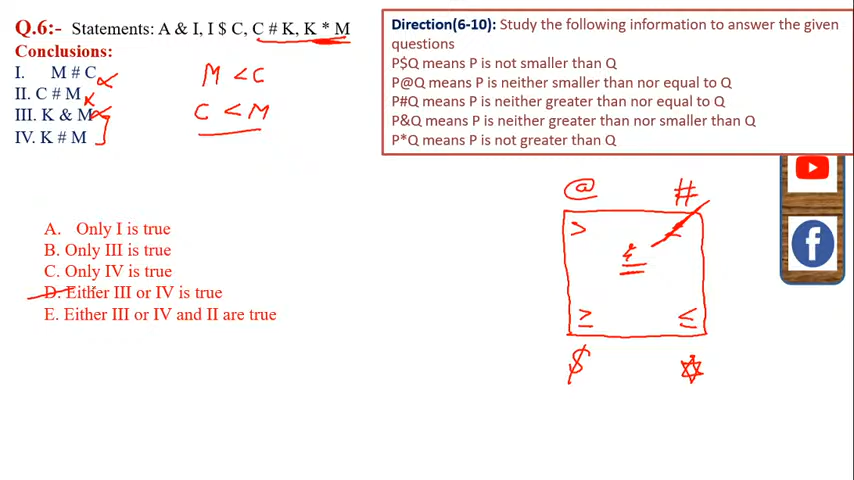 Q.6:- Statements: A & I, I $ C, C # K, K * M
Conclusions:
I. M # C
II. C # M
III. K & M
IV. K # M
M < C
C < M
A. Only I is true
B. Only III is true
C. Only IV is true
D. Either III or IV is true
E. Either III or IV and II are true
Direction(6-10): Study the following information to answer the given
questions
P$Q means P is not smaller than Q
P@Q means P is neither smaller than nor equal to Q
P#Q means P is neither greater than nor equal to Q
P&Q means P is neither greater than nor smaller than Q
P*Q means P is not greater than Q
@ #
>
≥ ≤
$